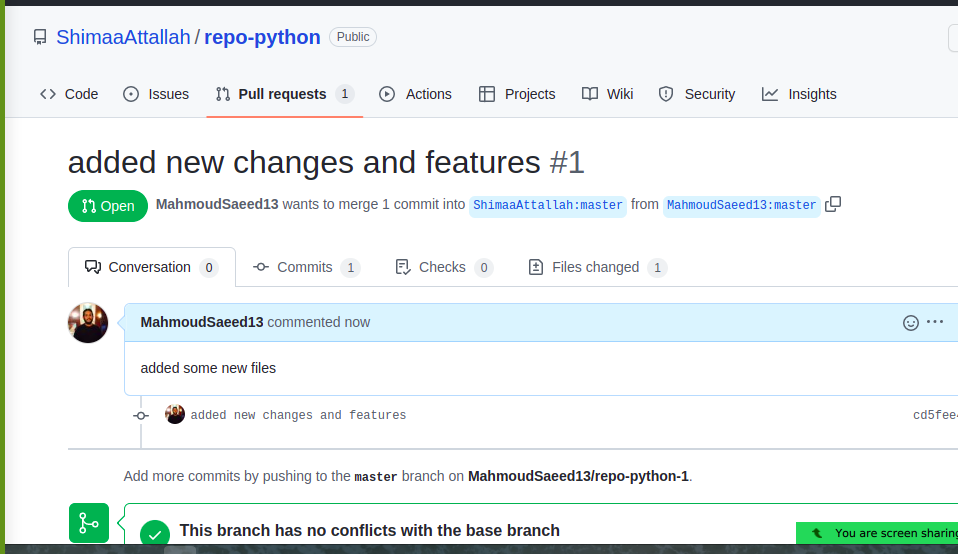 ShimaaAttallah / repo-python Public
Code Issues Pull requests 1 Actions Projects Wiki Security Insights
added new changes and features #1
Open MahmoudSaeed13 wants to merge 1 commit into ShimaaAttallah:master from MahmoudSaeed13:master
Conversation 0 Commits 1 Checks 0 Files changed 1
MahmoudSaeed13 commented now
added some new files
added new changes and features cd5fee
Add more commits by pushing to the master branch on MahmoudSaeed13/repo-python-1.
This branch has no conflicts with the base branch
You are screen sharing